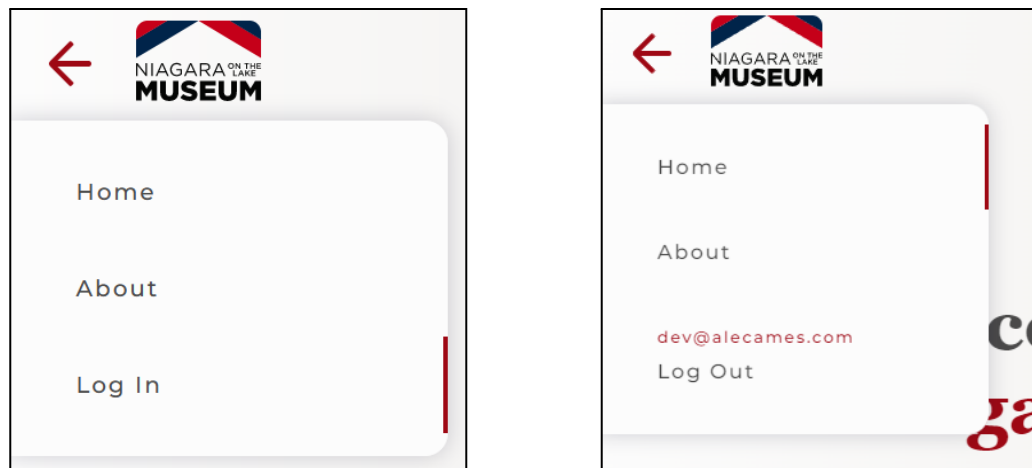 NIAGARA ON THE LAKE
MUSEUM
Home
About
Log In
NIAGARA ON THE LAKE
MUSEUM
Home
About
dev@alecames.com
Log Out